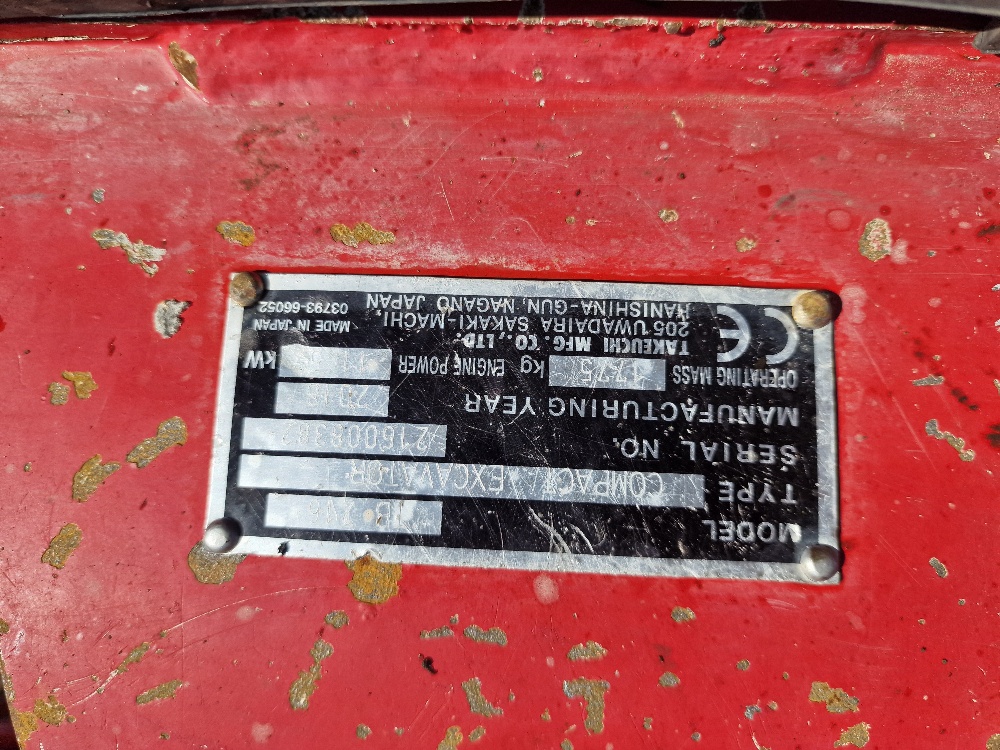 MODEL
TYPE COMPACT EXCAVATOR
SERIAL NO.
MANUFACTURING YEAR
OPERATING MASS kg ENGINE POWER kW
CE TAKEUCHI MFG. CO., LTD.
205 UWADAIRA SAKAKI-MACHI, MADE IN JAPAN
HANISHINA-GUN, NAGANO JAPAN 03793-66052